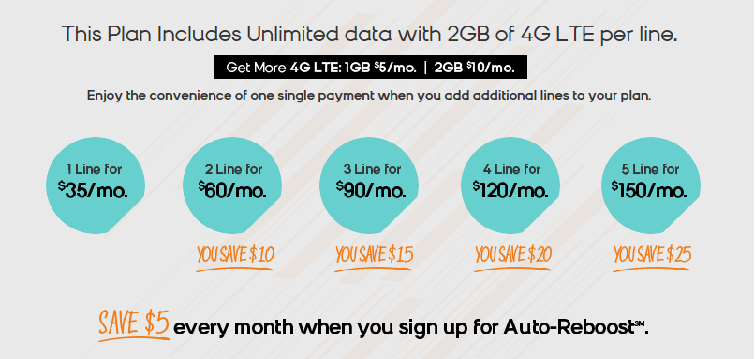 This Plan Includes Unlimited data with 2GB of 4G LTE per line.
Get More 4G LTE: 1GB $5/mo. | 2GB $10/mo.
Enjoy the convenience of one single payment when you add additional lines to your plan.
1 Line for
$35/mo.
2 Line for
$60/mo.
YOU SAVE $10
3 Line for
$90/mo.
YOU SAVE $15
4 Line for
$120/mo.
YOU SAVE $20
5 Line for
$150/mo.
YOU SAVE $25
SAVE $5 every month when you sign up for Auto-Reboost℠.